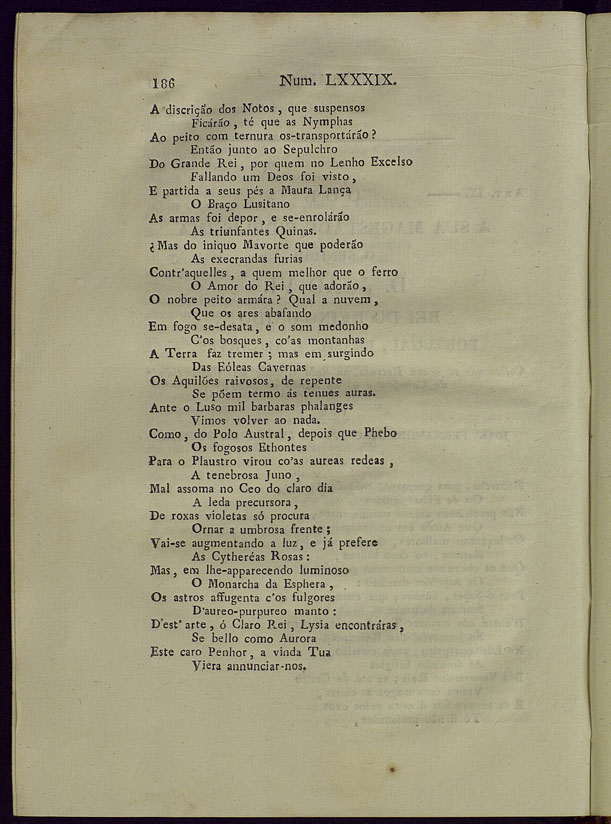 186 Num. LXXXIX.
A discrição dos Notos, que suspensos
Ficárão, té que as Nymphas
Ao peito com ternura os-transportárão?
Então junto ao Sepulchro
Do Grande Rei, por quem no Lenho Excelso
Fallando um Deos foi visto,
E partida a seus pés a Maura Lança
O Braço Lusitano
As armas foi depor, e se-enrolárão
As triunfantes Quinas.
¿Mas do iniquo Mavorte que poderão
As execrandas furias
Contr'aquelles, a quem melhor que o ferro
O Amor do Rei, que adorão,
O nobre peito armára? Qual a nuvem,
Que os ares abafando
Em fogo se-desata, e o som medonho
C'os bosques, co'as montanhas
A Terra faz tremer; mas em surgindo
Das Eóleas Cavernas
Os Aquilões raivosos, de repente
Se põem termo ás tenues auras.
Ante o Luso mil barbaras phalanges
Vimos volver ao nada.
Como, do Polo Austral, depois que Phebo
Os fogosos Ethontes
Para o Plaustro virou co'as aureas redeas,
A tenebrosa Juno,
Mal assoma no Ceo do claro dia
A leda precursora,
De roxas violetas só procura
Ornar a umbrosa frente;
Vai-se augmentando a luz, e já prefere
As Cytheréas Rosas:
Mas, em lhe-apparecendo luminoso
O Monarcha da Esphera,
Os astros affugenta c'os fulgores
D'aureo-purpureo manto:
D'est'arte, ó Claro Rei, Lysia encontráras,
Se bello como Aurora
Este caro Penhor, a vinda Tua
Viera annunciar-nos.